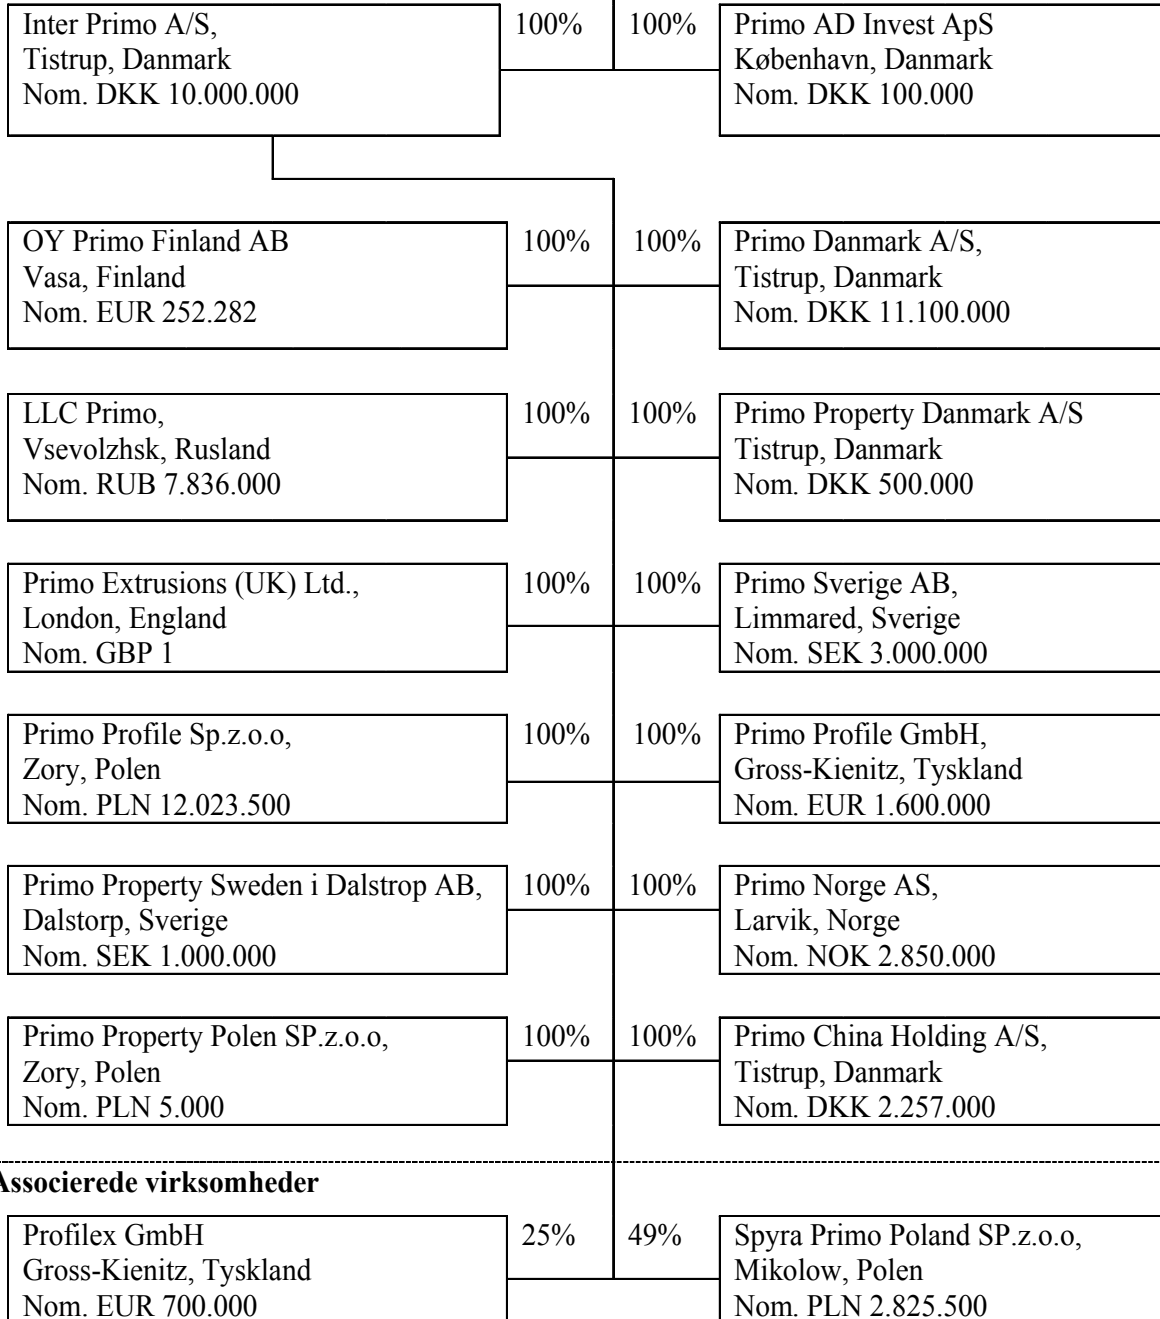 Inter Primo A/S,
Tistrup, Danmark
Nom. DKK 10.000.000
100%
100%
Primo AD Invest ApS
København, Danmark
Nom. DKK 100.000
OY Primo Finland AB
Vasa, Finland
Nom. EUR 252.282
100%
100%
Primo Danmark A/S,
Tistrup, Danmark
Nom. DKK 11.100.000
LLC Primo,
Vsevolzhsk, Rusland
Nom. RUB 7.836.000
100%
100%
Primo Property Danmark A/S
Tistrup, Danmark
Nom. DKK 500.000
Primo Extrusions (UK) Ltd.,
London, England
Nom. GBP 1
100%
100%
Primo Sverige AB,
Limmared, Sverige
Nom. SEK 3.000.000
Primo Profile Sp.z.o.o,
Zory, Polen
Nom. PLN 12.023.500
100%
100%
Primo Profile GmbH,
Gross-Kienitz, Tyskland
Nom. EUR 1.600.000
Primo Property Sweden i Dalstrop AB,
Dalstorp, Sverige
Nom. SEK 1.000.000
100%
100%
Primo Norge AS,
Larvik, Norge
Nom. NOK 2.850.000
Primo Property Polen SP.z.o.o,
Zory, Polen
Nom. PLN 5.000
100%
100%
Primo China Holding A/S,
Tistrup, Danmark
Nom. DKK 2.257.000
Associerede virksomheder
Profilex GmbH
Gross-Kienitz, Tyskland
Nom. EUR 700.000
25%
49%
Spyra Primo Poland SP.z.o.o,
Mikolow, Polen
Nom. PLN 2.825.500